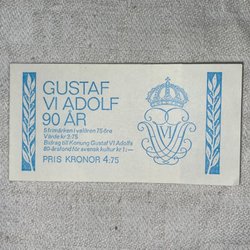 GUSTAF
VI ADOLF
90 ÅR
5 frimärken i valören 75 öre
Värde kr 3:75
Bidrag till Konung Gustaf VI Adolfs
80-årsfond för svensk kultur kr 1:—
PRIS KRONOR 4:75